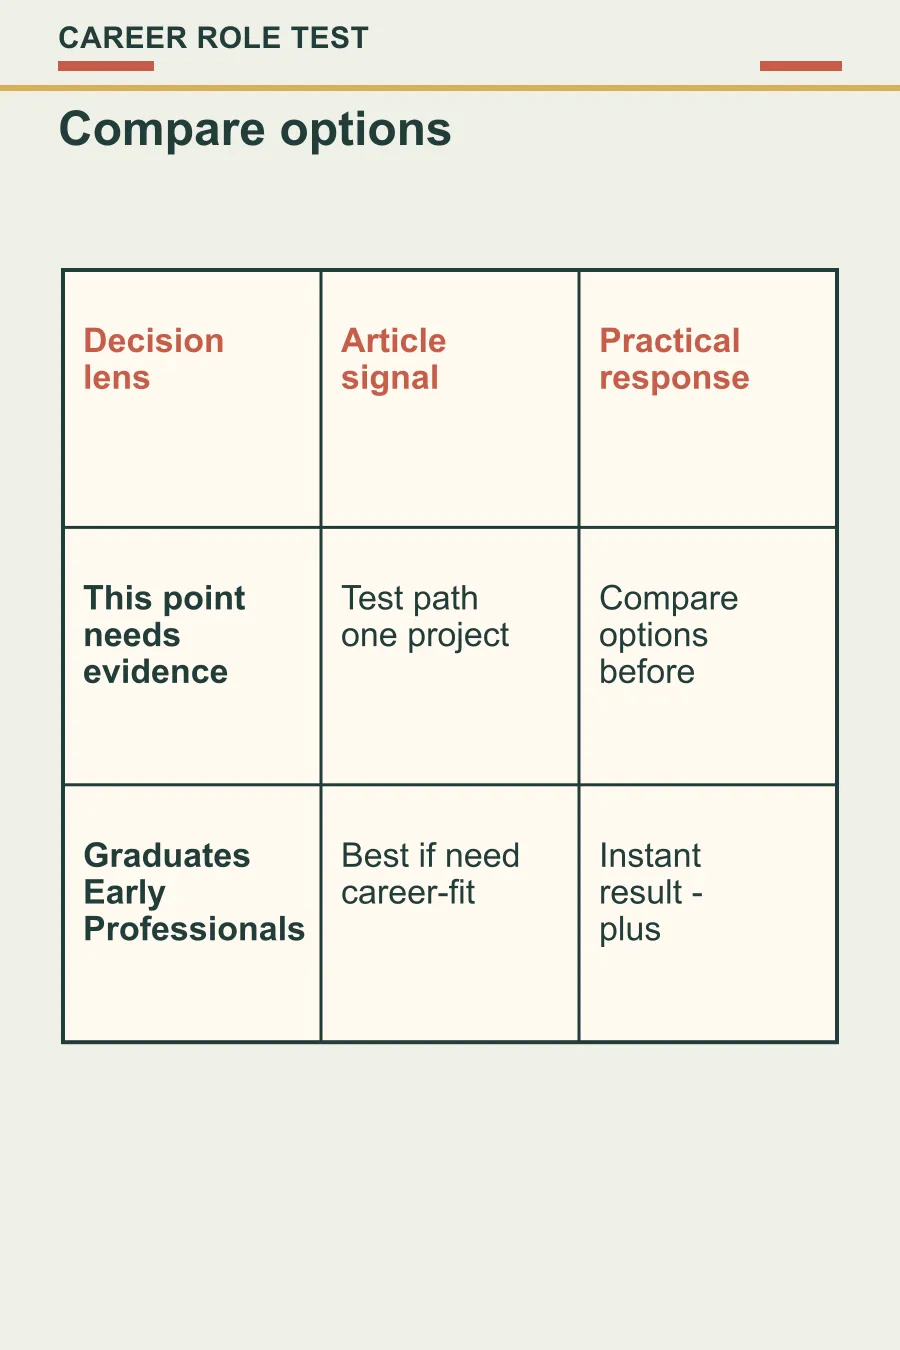 CAREER ROLE TEST
Compare options
Decision
lens
Article
signal
Practical
response
This point
needs
evidence
Test path
one project
Compare
options
before
Graduates
Early
Professionals
Best if need
career-fit
Instant
result -
plus